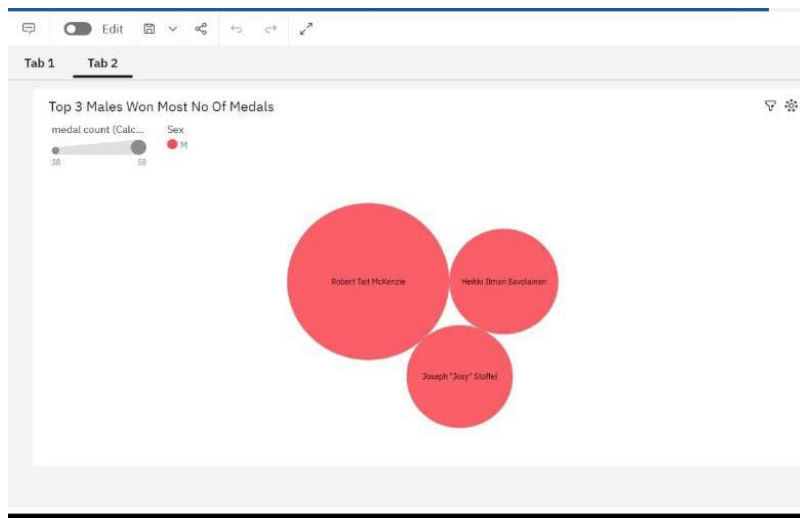 Edit
Tab 1 Tab 2
Top 3 Males Won Most No Of Medals
medal count (Calc... Sex
M
38 58
Robert Tait McKenzie
Heikki Ilmari Savolainen
Joseph "Josy" Stoffel